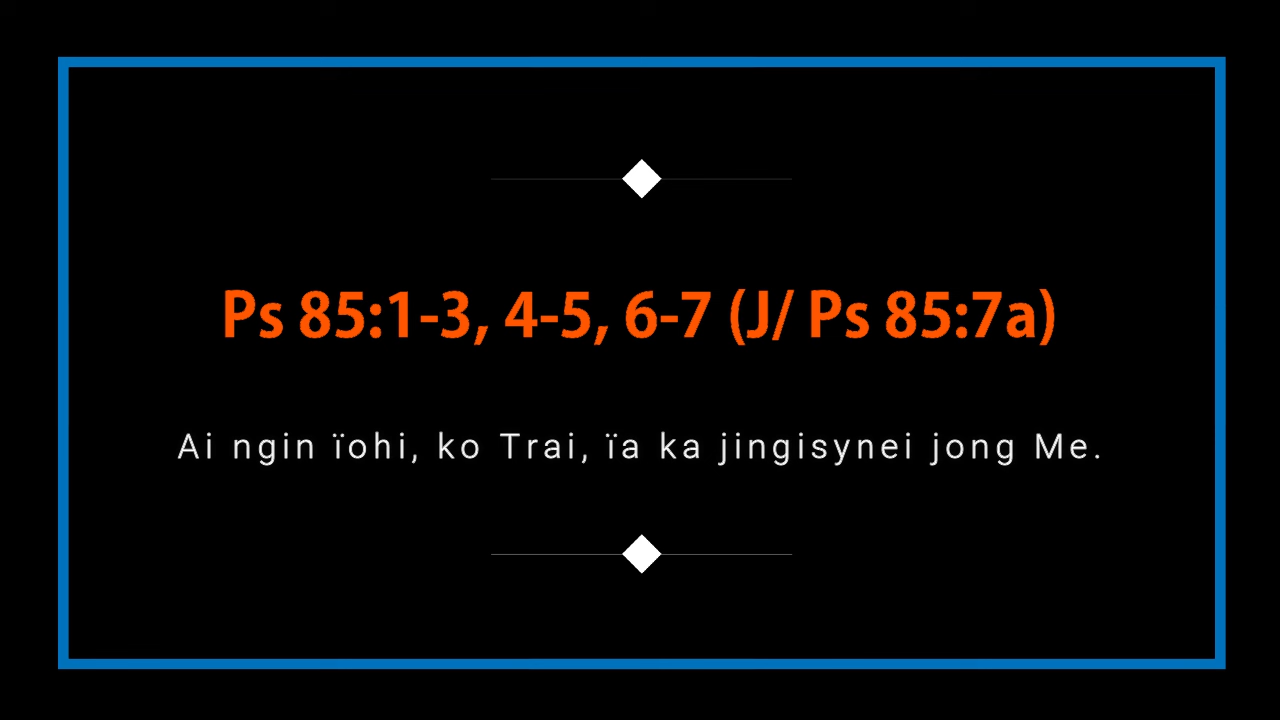 Ps 85:1-3, 4-5, 6-7 (J/ Ps 85:7a)
Ai ngin ïohi, ko Trai, ïa ka jingisynei jong Me.